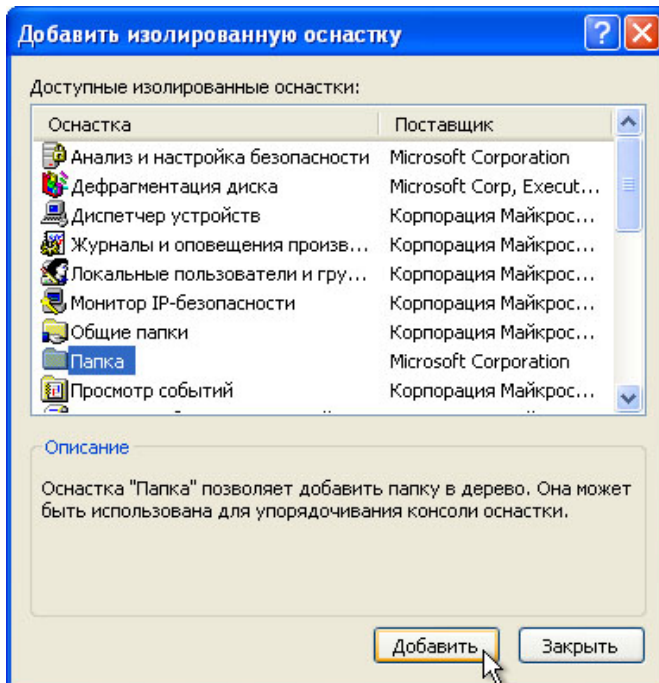 Добавить изолированную оснастку
Доступные изолированные оснастки:
Оснастка Поставщик
Анализ и настройка безопасности Microsoft Corporation
Дефрагментация диска Microsoft Corp, Execut...
Диспетчер устройств Корпорация Майкрос...
Журналы и оповещения произв... Корпорация Майкрос...
Локальные пользователи и гру... Корпорация Майкрос...
Монитор IP-безопасности Корпорация Майкрос...
Общие папки Корпорация Майкрос...
Папка Microsoft Corporation
Просмотр событий Корпорация Майкрос...
Описание
Оснастка "Папка" позволяет добавить папку в дерево. Она может
быть использована для упорядочивания консоли оснастки.
Добавить Закрыть